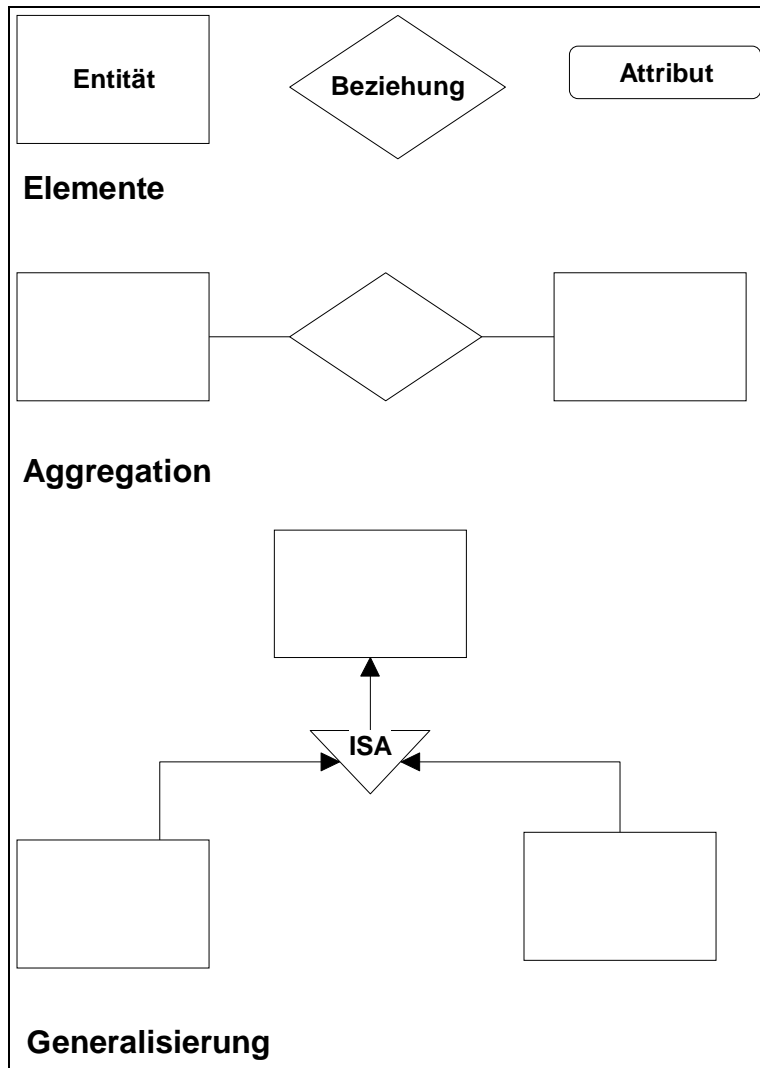 Entität
Beziehung
Attribut
Elemente
Aggregation
ISA
Generalisierung